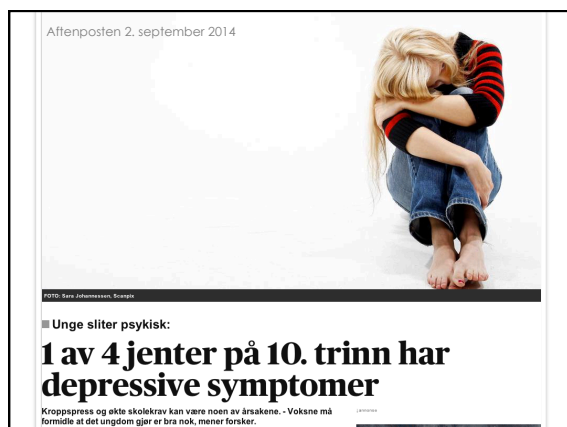 Aftenposten 2. september 2014
FOTO: Sara Johannessen, Scanpix
Unge sliter psykisk:
1 av 4 jenter på 10. trinn har
depressive symptomer
Kroppspress og økte skolekrav kan være noen av årsakene. - Voksne må
formidle at det ungdom gjør er bra nok, mener forsker.